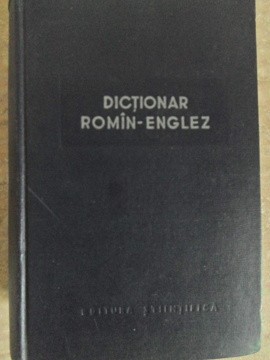 DICȚIONAR
ROMÎN-ENGLEZ
EDITURA ȘTIINȚIFICĂ